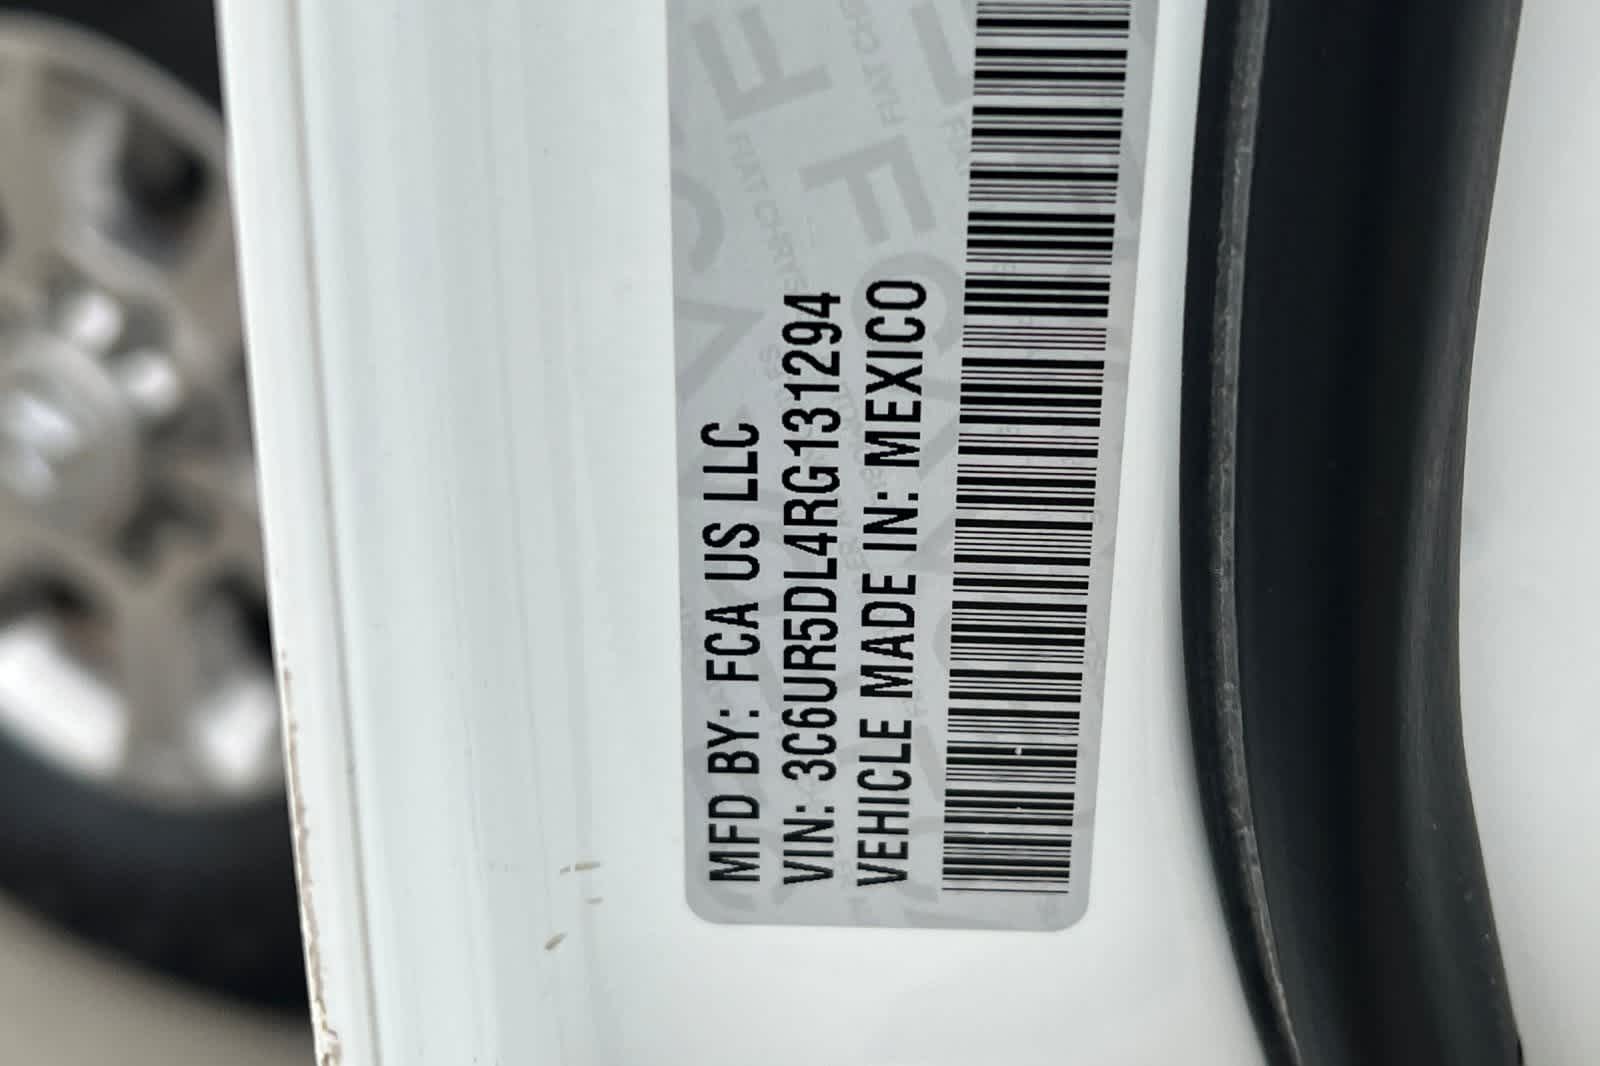 MFD BY: FCA US LLC
VIN: 3C6UR5DL4RG131294
VEHICLE MADE IN: MEXICO